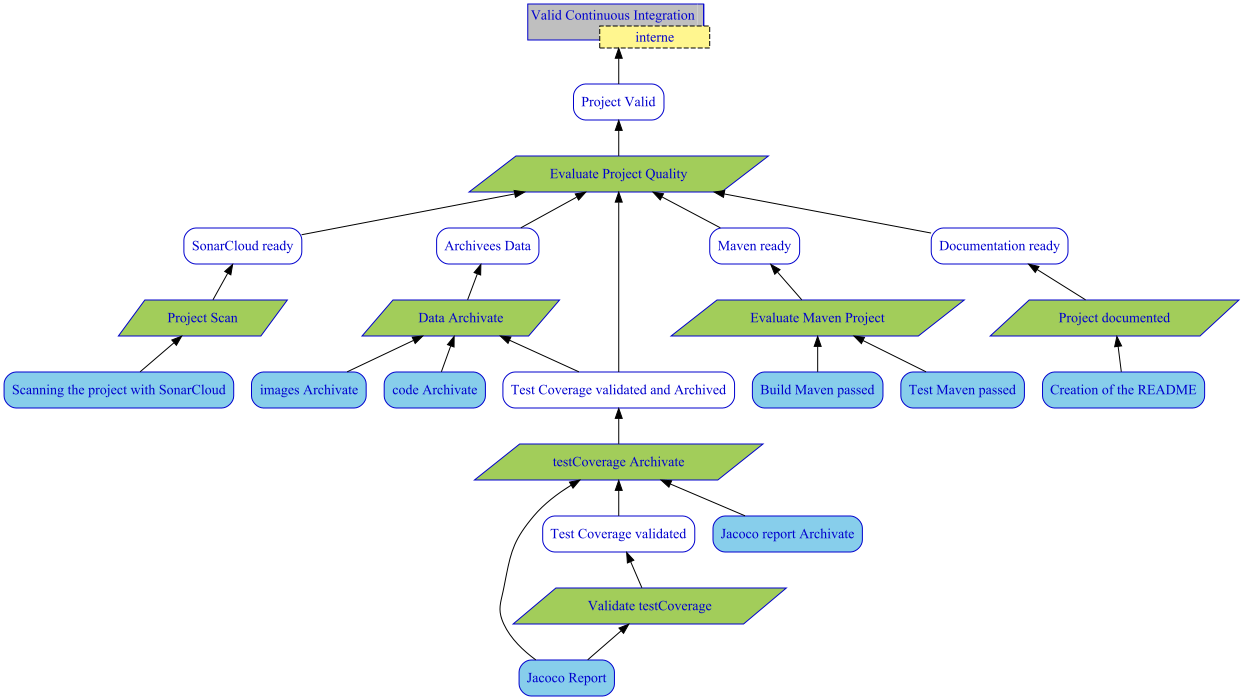 Valid Continuous Integration
interne
Project Valid
Evaluate Project Quality
SonarCloud ready
Archivees Data
Maven ready
Documentation ready
Project Scan
Data Archivate
Evaluate Maven Project
Project documented
Scanning the project with SonarCloud
images Archivate
code Archivate
Test Coverage validated and Archived
Build Maven passed
Test Maven passed
Creation of the README
testCoverage Archivate
Test Coverage validated
Jacoco report Archivate
Validate testCoverage
Jacoco Report